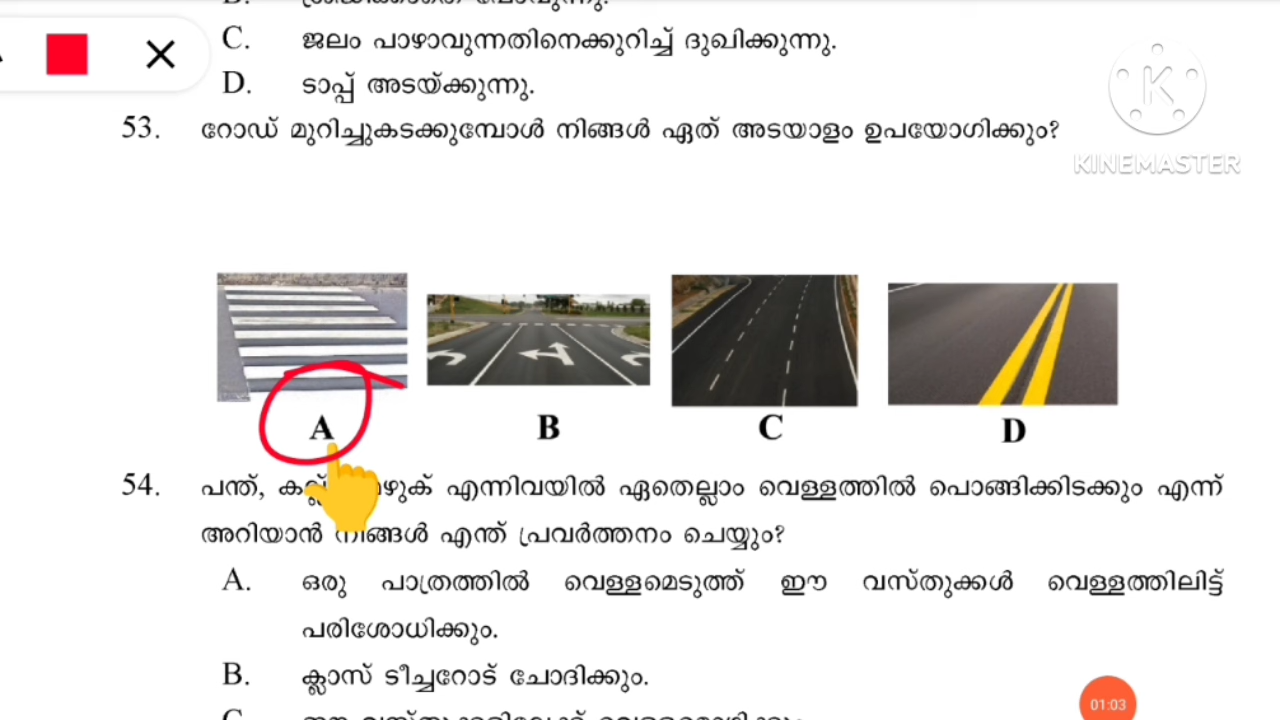 C. ജലം പാഴാവുന്നതിനെക്കുറിച്ച് ദുഖിക്കുന്നു.
D. ടാപ്പ് അടയ്ക്കുന്നു.
53. റോഡ് മുറിച്ചുകടക്കുമ്പോൾ നിങ്ങൾ ഏത് അടയാളം ഉപയോഗിക്കും?
KINEMASTER
A B C D
54. പന്ത്, എന്നിവയിൽ ഏതെല്ലാം വെള്ളത്തിൽ പൊങ്ങിക്കിടക്കും എന്ന്
അറിയാൻ നിങ്ങൾ എന്ത് പ്രവർത്തനം ചെയ്യും?
A. ഒരു പാത്രത്തിൽ വെള്ളമെടുത്ത് ഈ വസ്തുക്കൾ വെള്ളത്തിലിട്ട്
പരിശോധിക്കും.
B. ക്ലാസ് ടീച്ചറോട് ചോദിക്കും.
01:03